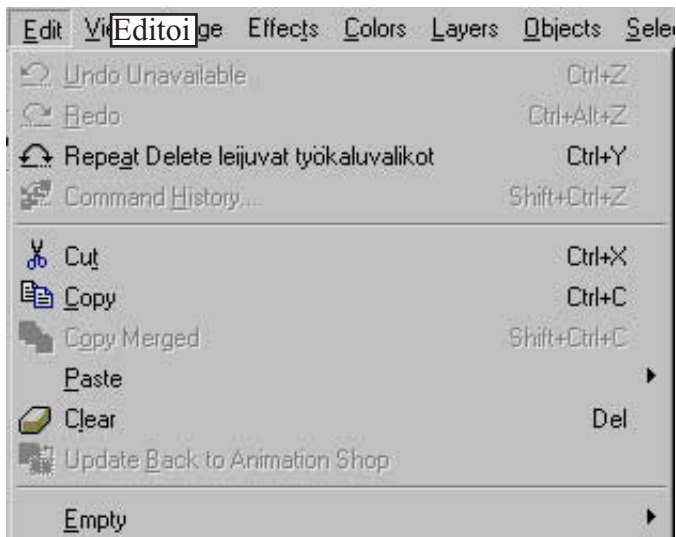 Edit Editoi ge Effects Colors Layers Objects Sele
Undo Unavailable Ctrl+Z
Redo Ctrl+Alt+Z
Repeat Delete leijuvat työkaluvalikot Ctrl+Y
Command History... Shift+Ctrl+Z
Cut Ctrl+X
Copy Ctrl+C
Copy Merged Shift+Ctrl+C
Paste
Clear Del
Update Back to Animation Shop
Empty